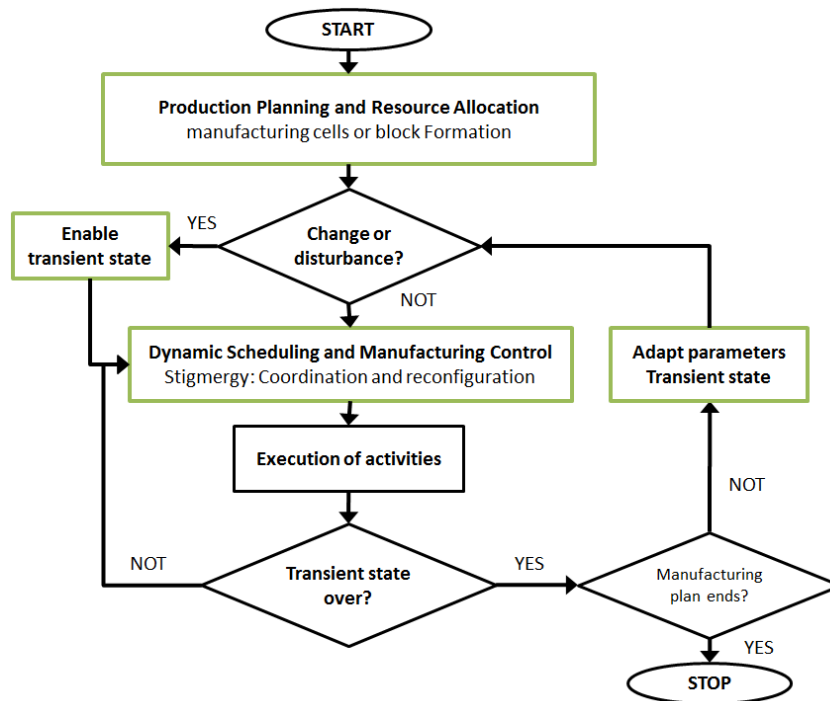 START
Production Planning and Resource Allocation
manufacturing cells or block Formation
YES
Enable
transient state
Change or
disturbance?
NOT
Dynamic Scheduling and Manufacturing Control
Stigmergy: Coordination and reconfiguration
Adapt parameters
Transient state
Execution of activities
NOT
NOT
Transient state
over?
YES
Manufacturing
plan ends?
YES
STOP